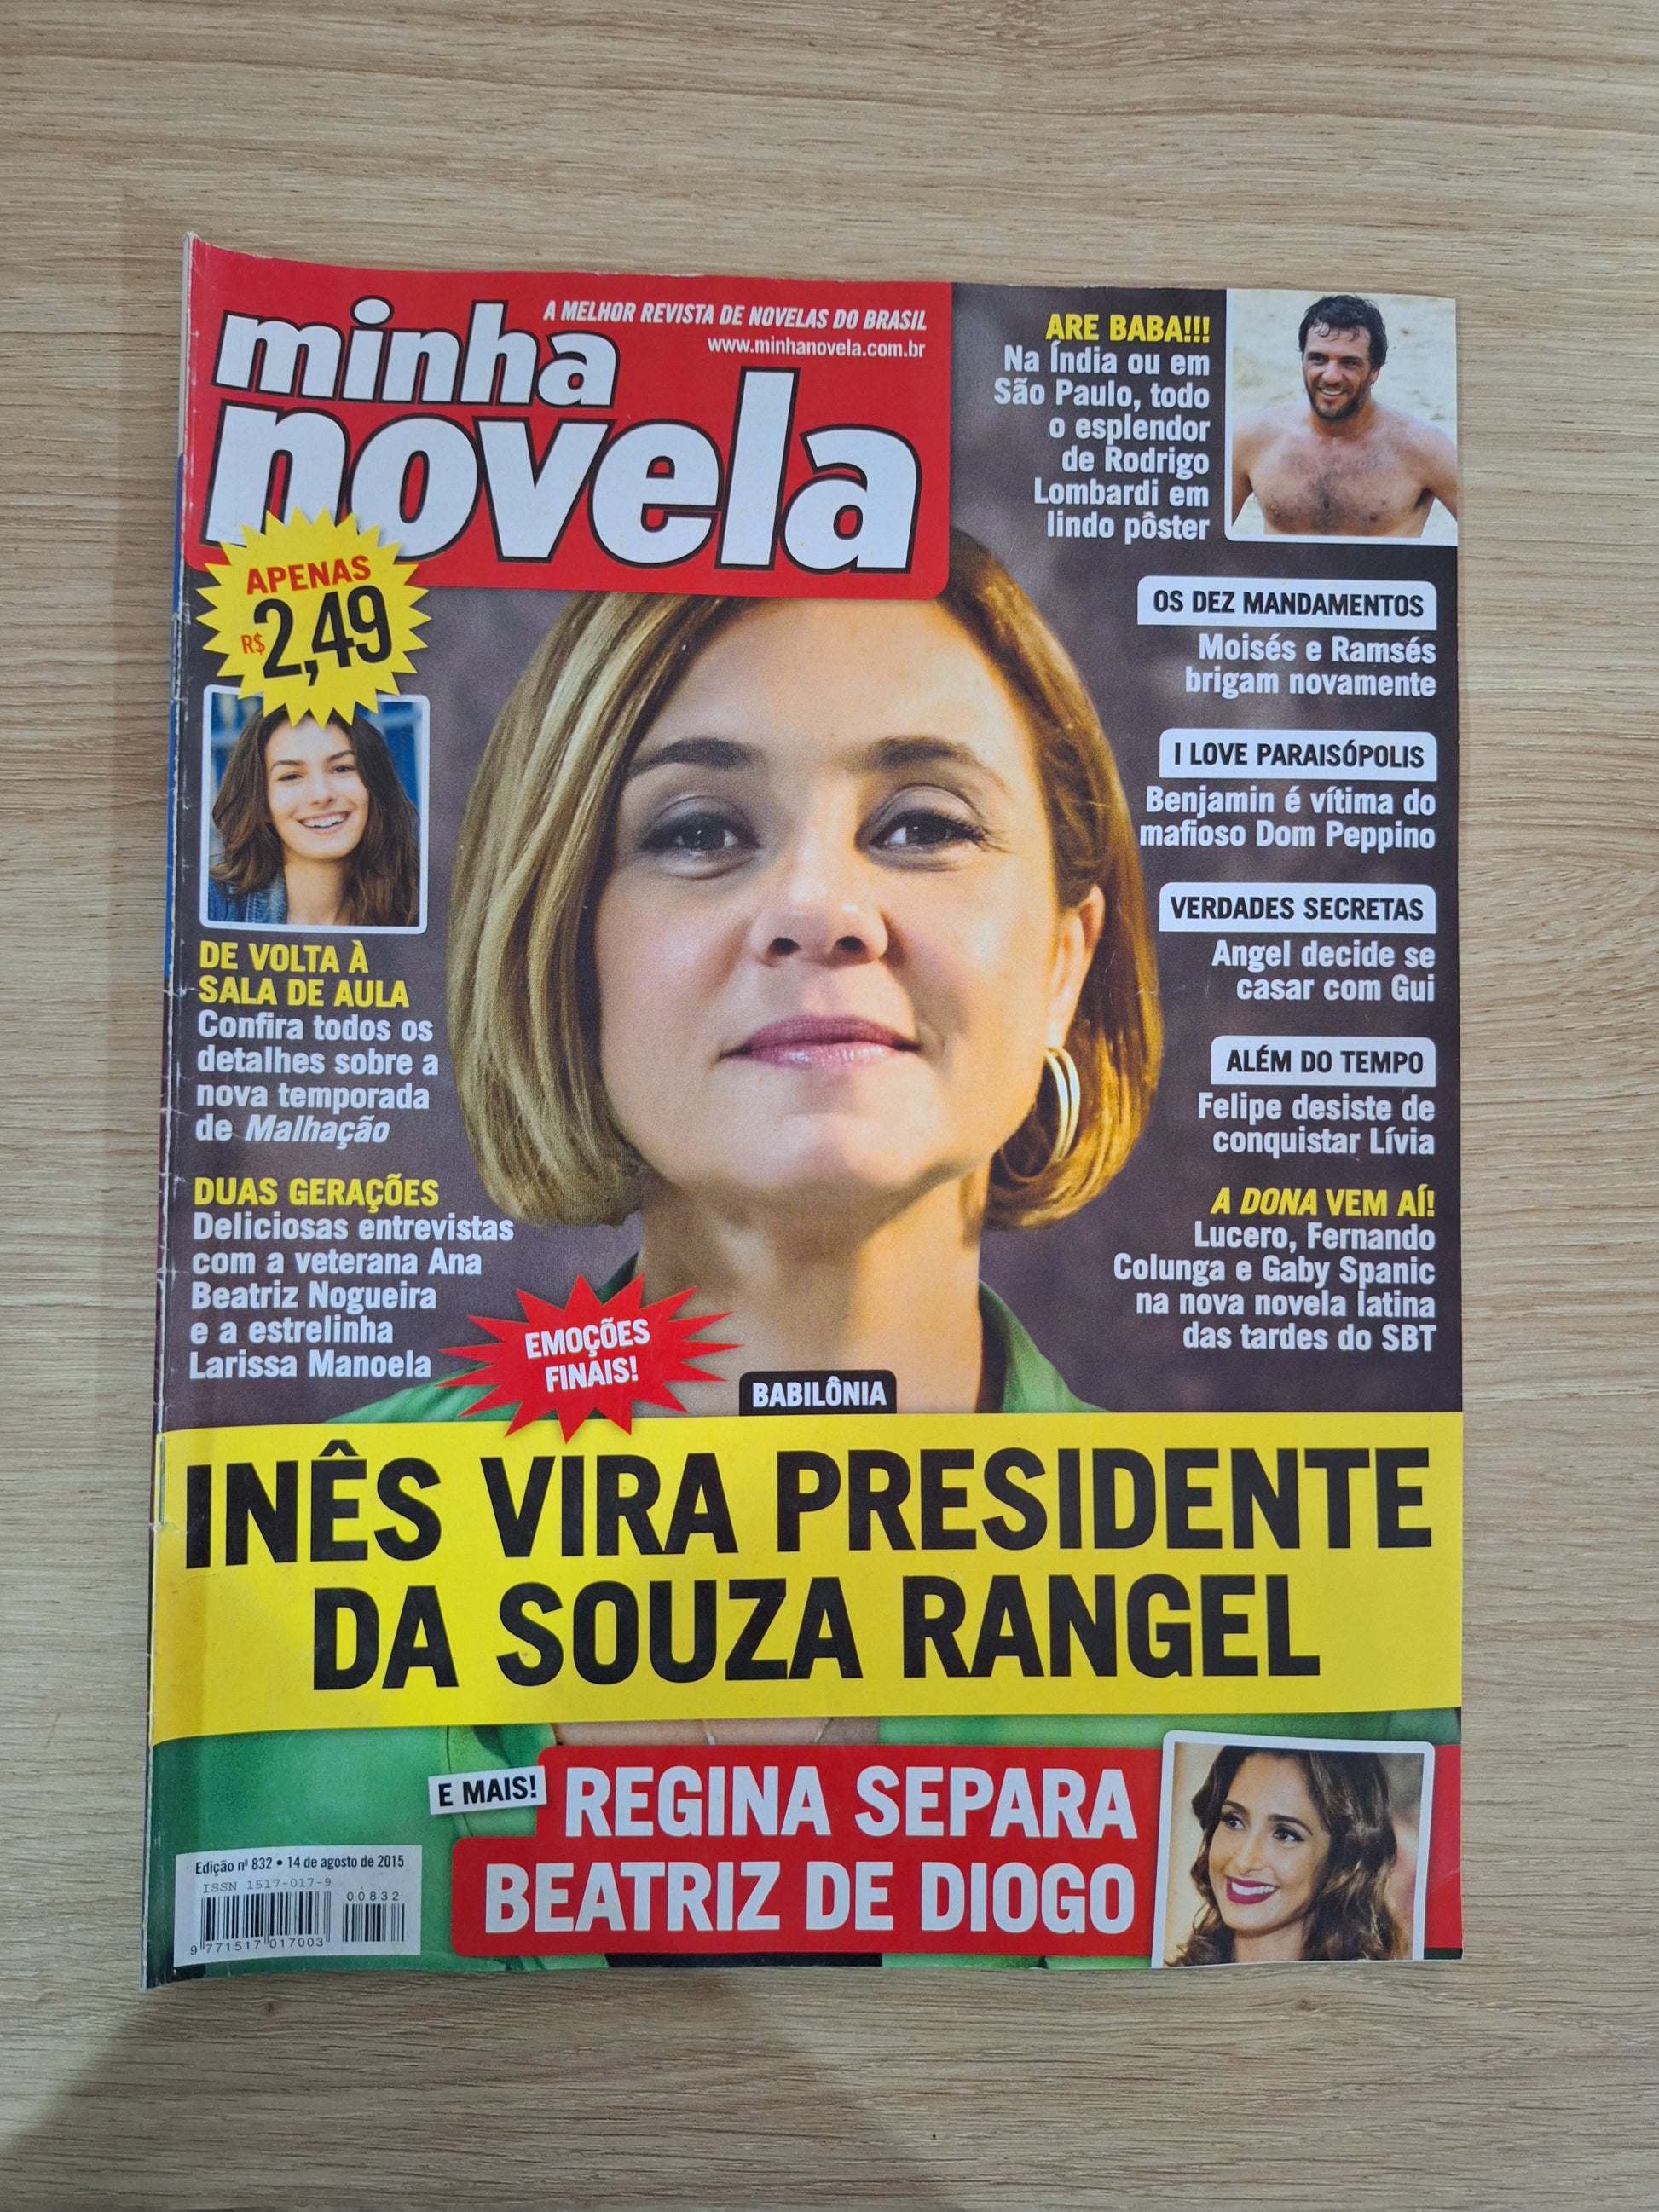 A MELHOR REVISTA DE NOVELAS DO BRASIL
www.minhanovela.com.br
minha
novela
APENAS
R$ 2,49
ARE BABA!!!
Na Índia ou em
São Paulo, todo
o esplendor
de Rodrigo
Lombardi em
lindo pôster
OS DEZ MANDAMENTOS
Moisés e Ramsés
brigam novamente
I LOVE PARAISÓPOLIS
Benjamin é vítima do
mafioso Dom Peppino
VERDADES SECRETAS
Angel decide se
casar com Gui
ALÉM DO TEMPO
Felipe desiste de
conquistar Lívia
A DONA VEM AÍ!
Lucero, Fernando
Colunga e Gaby Spanic
na nova novela latina
das tardes do SBT
DE VOLTA À
SALA DE AULA
Confira todos os
detalhes sobre a
nova temporada
de Malhação
DUAS GERAÇÕES
Deliciosas entrevistas
com a veterana Ana
Beatriz Nogueira
e a estrelinha
Larissa Manoela
EMOÇÕES
FINAIS!
BABILÔNIA
INÊS VIRA PRESIDENTE
DA SOUZA RANGEL
E MAIS!
REGINA SEPARA
BEATRIZ DE DIOGO
Edição nº 832 • 14 de agosto de 2015
ISSN 1517-017-9
00832
9 771517 017003